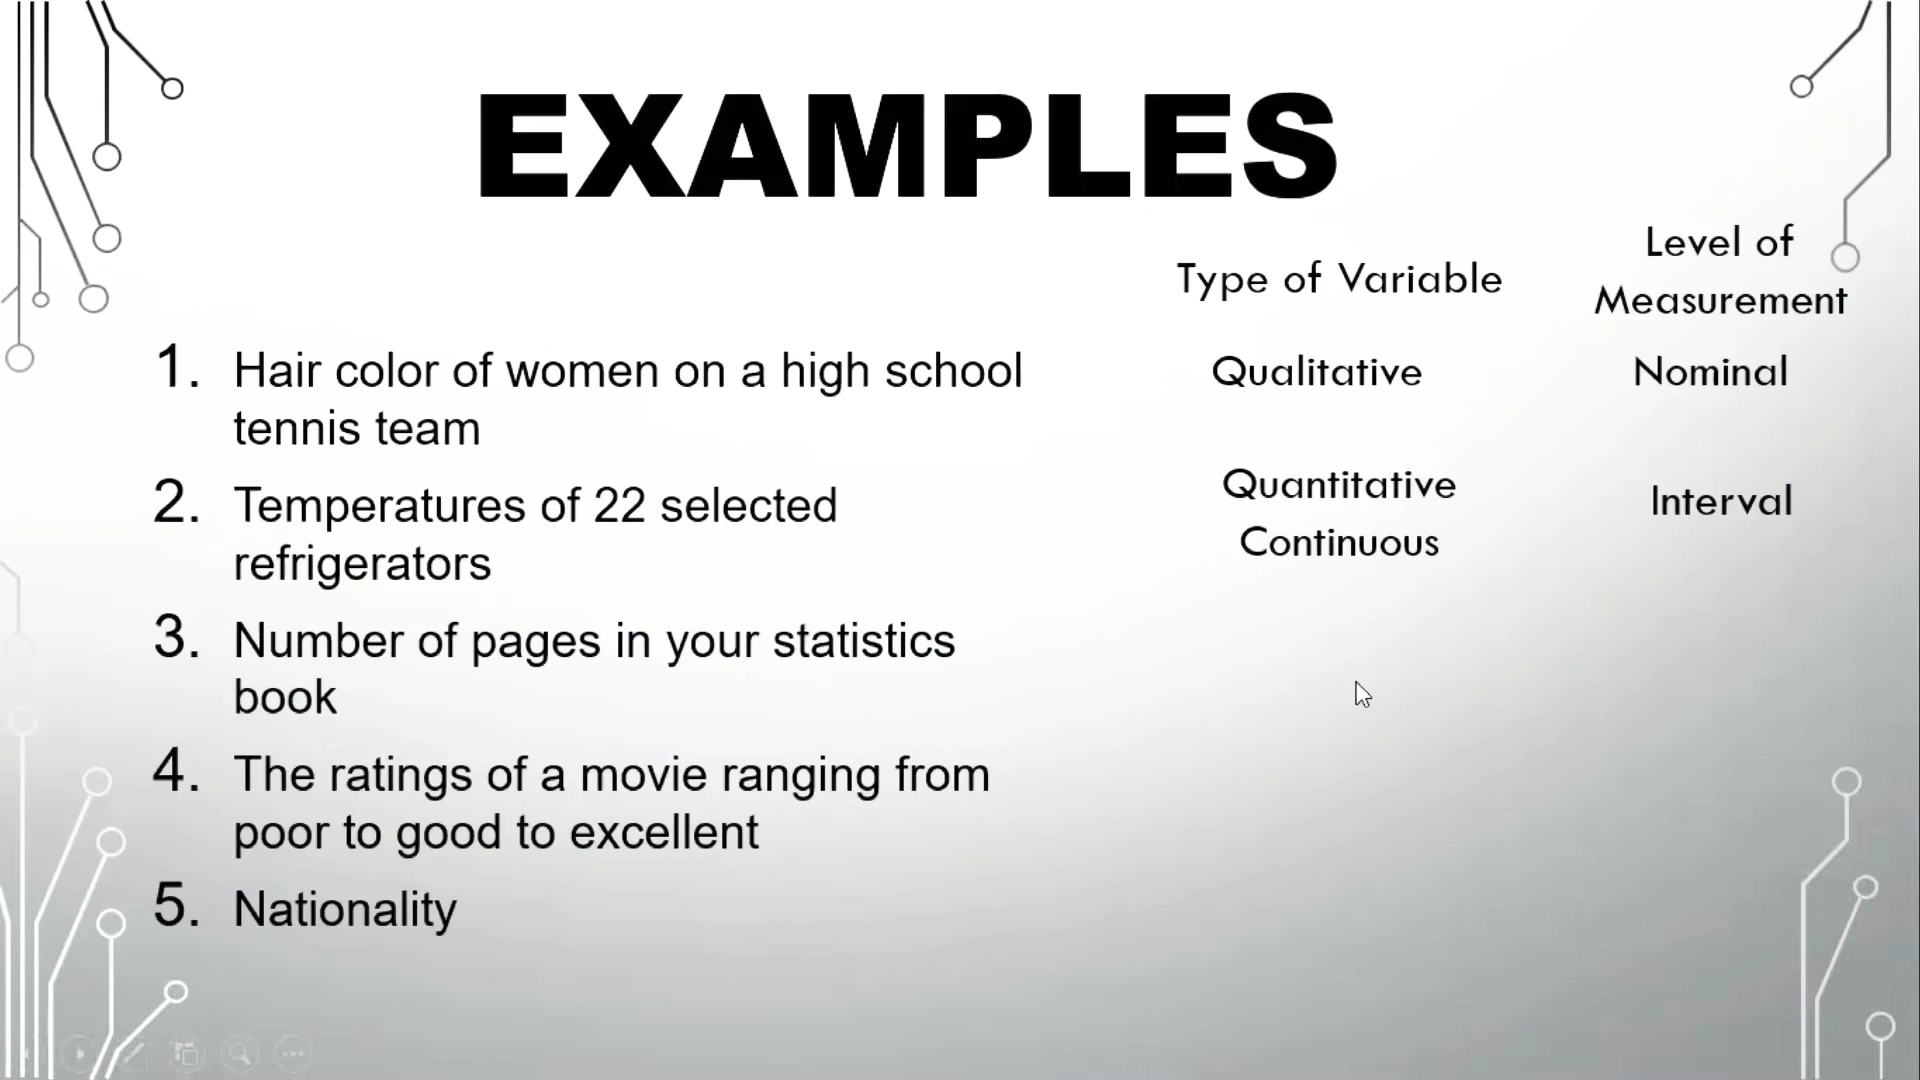 EXAMPLES
Type of Variable
Level of
Measurement
1. Hair color of women on a high school
tennis team
Qualitative
Nominal
2. Temperatures of 22 selected
refrigerators
Quantitative
Continuous
Interval
3. Number of pages in your statistics
book
4. The ratings of a movie ranging from
poor to good to excellent
5. Nationality